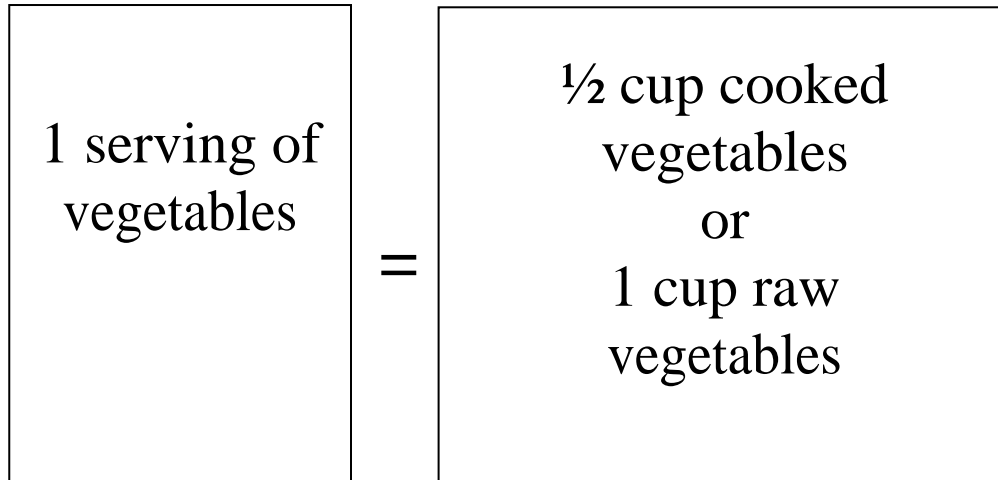 1 serving of
vegetables
=
½ cup cooked
vegetables
or
1 cup raw
vegetables